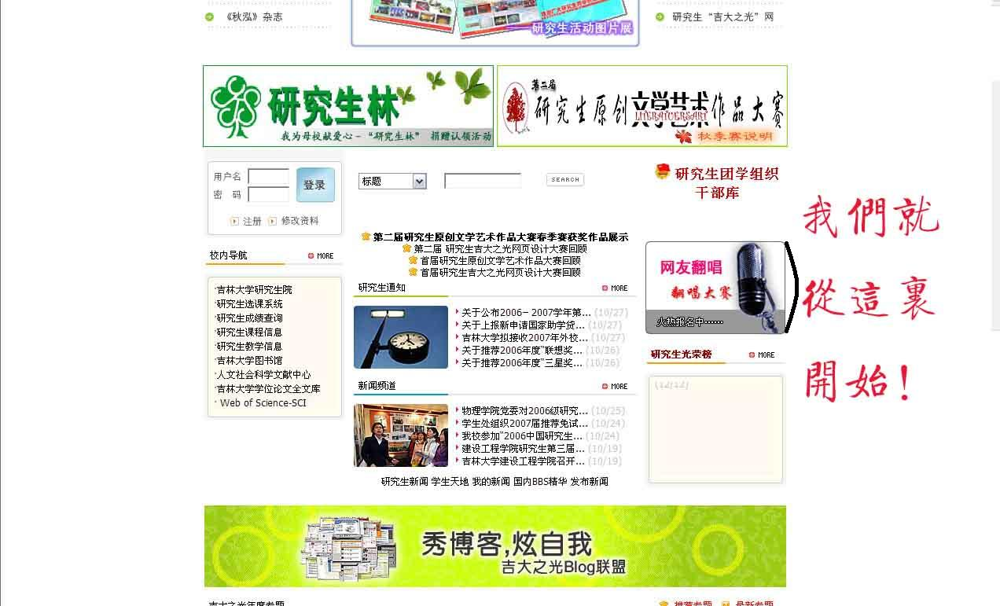 《秋泓》杂志
研究生活动图片展
研究生“吉大之光”网
研究生林
我为母校献爱心-“研究生林” 捐赠认领活动
第二届
研究生原创文学艺术作品大赛
LITERATUER&ART
秋季赛说明
用户名
密 码
登录
注册 修改资料
标题
SEARCH
研究生团学组织
干部库
校内导航 MORE
·吉林大学研究生院
·研究生选课系统
·研究生成绩查询
·研究生课程信息
·研究生教学信息
·吉林大学图书馆
·人文社会科学文献中心
·吉林大学学位论文全文库
· Web of Science-SCI
第二届研究生原创文学艺术作品大赛春季赛获奖作品展示
第二届 研究生吉大之光网页设计大赛回顾
首届研究生原创文学艺术作品大赛回顾
首届研究生吉大之光网页设计大赛回顾
研究生通知 MORE
关于公布2006-2007学年第... (10/27)
关于上报新申请国家助学贷... (10/27)
吉林大学拟接收2007年外校... (10/27)
关于推荐2006年度“联想奖... (10/26)
关于推荐2006年度“三星奖... (10/26)
新闻频道 MORE
物理学院党委对2006级研究... (10/25)
学生处组织2007届推荐免试... (10/24)
我校参加“2006中国研究生... (10/24)
建设工程学院研究生第三届... (10/19)
吉林大学建设工程学院召开... (10/19)
研究生新闻 学生天地 我的新闻 国内BBS精华 发布新闻
网友翻唱
翻唱大赛
火热报名中……
研究生光荣榜 MORE
(12/12)
我們就
從這裏
開始！
秀博客,炫自我
吉大之光Blog联盟
吉大之光年度专题
推荐专题 最新专题